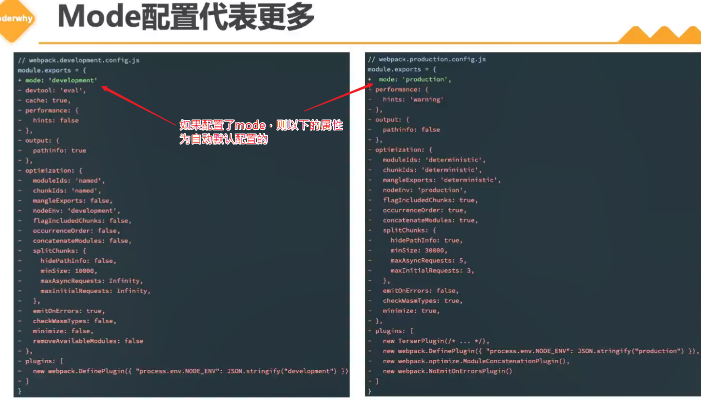 derwhy
Mode配置代表更多
// webpack.development.config.js
module.exports = {
+ mode: 'development'
- devtool: 'eval',
- cache: true,
- performance: {
-   hints: false
- },
- output: {
-   pathinfo: true
- },
- optimization: {
-   moduleIds: 'named',
-   chunkIds: 'named',
-   mangleExports: false,
-   nodeEnv: 'development',
-   flagIncludedChunks: false,
-   occurrenceOrder: false,
-   concatenateModules: false,
-   splitChunks: {
-     hidePathInfo: false,
-     minSize: 10000,
-     maxAsyncRequests: Infinity,
-     maxInitialRequests: Infinity,
-   },
-   emitOnErrors: true,
-   checkWasmTypes: false,
-   minimize: false,
-   removeAvailableModules: false
- },
- plugins: [
-   new webpack.DefinePlugin({ "process.env.NODE_ENV": JSON.stringify("development") })
- ]
}
如果配置了mode，则以下的属性
为自动默认配置的
// webpack.production.config.js
module.exports = {
+  mode: 'production',
- performance: {
-   hints: 'warning'
- },
- output: {
-   pathinfo: false
- },
- optimization: {
-   moduleIds: 'deterministic',
-   chunkIds: 'deterministic',
-   mangleExports: 'deterministic',
-   nodeEnv: 'production',
-   flagIncludedChunks: true,
-   occurrenceOrder: true,
-   concatenateModules: true,
-   splitChunks: {
-     hidePathInfo: true,
-     minSize: 30000,
-     maxAsyncRequests: 5,
-     maxInitialRequests: 3,
-   },
-   emitOnErrors: false,
-   checkWasmTypes: true,
-   minimize: true,
- },
- plugins: [
-   new TerserPlugin(/* ... */),
-   new webpack.DefinePlugin({ "process.env.NODE_ENV": JSON.stringify("production") }),
-   new webpack.optimize.ModuleConcatenationPlugin(),
-   new webpack.NoEmitOnErrorsPlugin()
- ]
}